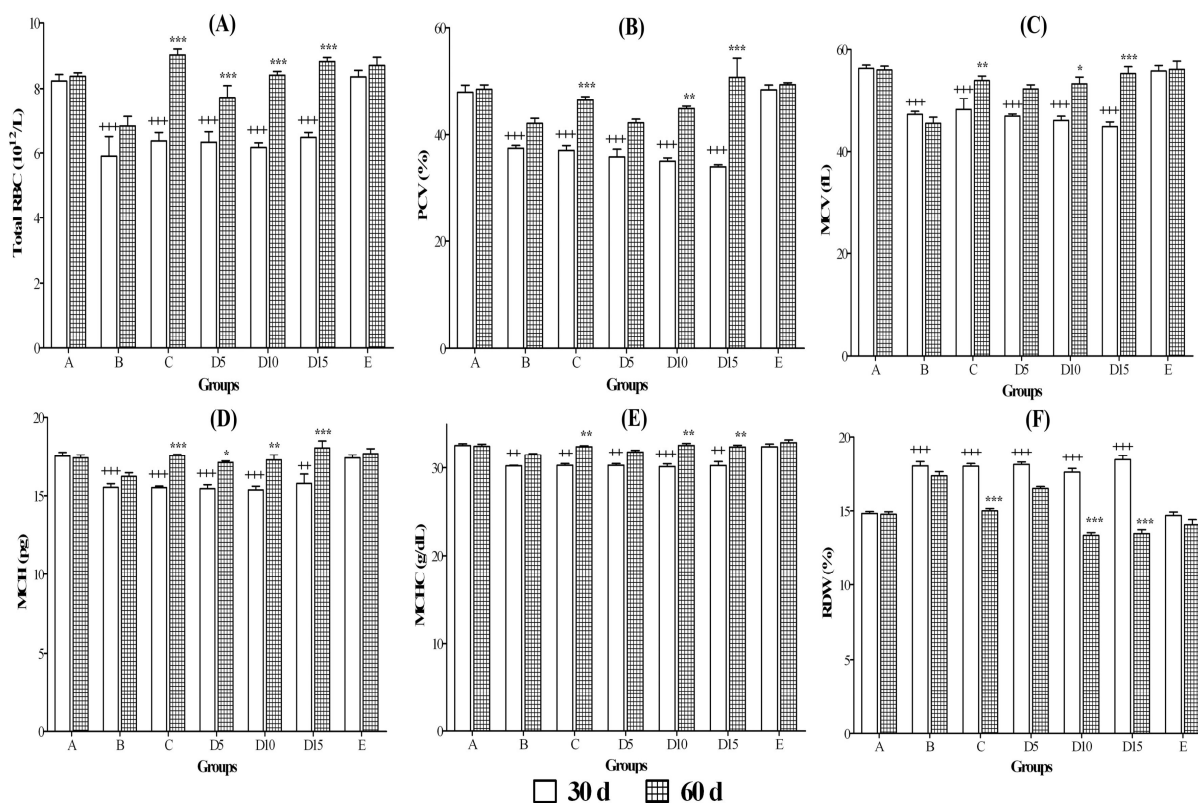 (A)
Total RBC (10¹²/L)
10
8
6
4
2
0
+++ +++ *** +++ *** +++ *** +++ ***
A B C D5 D10 D15 E
Groups
(B)
PCV (%)
60
40
20
0
+++ +++ *** +++ +++ ** +++ ***
A B C D5 D10 D15 E
Groups
(C)
MCV (fL)
60
40
20
0
+++ +++ ** +++ +++ * +++ ***
A B C D5 D10 D15 E
Groups
(D)
MCH (pg)
20
15
10
5
0
+++ +++ *** +++ * +++ ** ++ ***
A B C D5 D10 D15 E
Groups
(E)
MCHC (g/dL)
30
20
10
0
++ ++ ** ++ +++ ** ++ **
A B C D5 D10 D15 E
Groups
(F)
RDW (%)
20
15
10
5
0
+++ +++ *** +++ +++ *** +++ ***
A B C D5 D10 D15 E
Groups
30 d 60 d